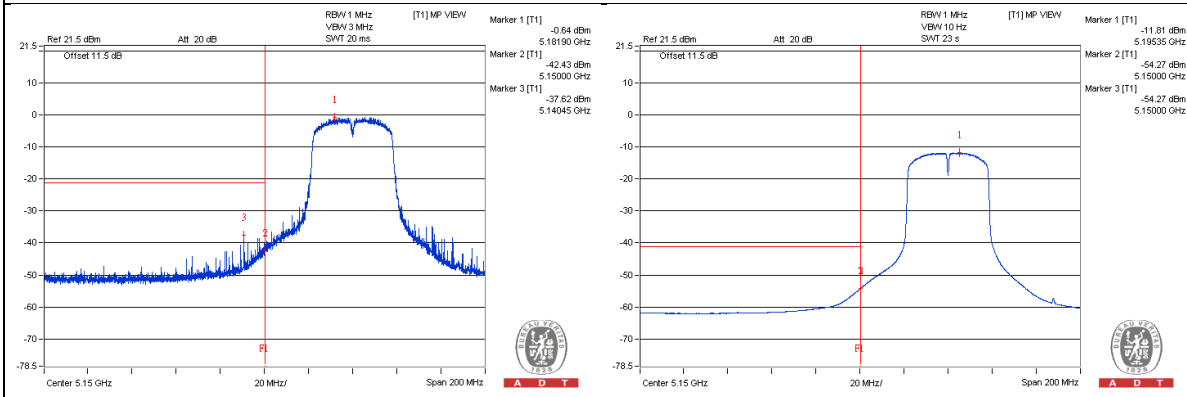 RBW 1 MHz
VBW 3 MHz
SWT 20 ms
[T1] MP VIEW
Ref 21.5 dBm
Att 20 dB
Offset 11.5 dB
Marker 1 [T1]
-0.64 dBm
5.18190 GHz
Marker 2 [T1]
-42.43 dBm
5.15000 GHz
Marker 3 [T1]
-37.62 dBm
5.14045 GHz
21.5
10
0
-10
-20
-30
-40
-50
-60
-70
-78.5
1
3
2
F1
Center 5.15 GHz
20 MHz/
Span 200 MHz
BUREAU VERITAS
1828
A D T
RBW 1 MHz
VBW 10 Hz
SWT 23 s
[T1] MP VIEW
Ref 21.5 dBm
Att 20 dB
Offset 11.5 dB
Marker 1 [T1]
-11.81 dBm
5.19535 GHz
Marker 2 [T1]
-54.27 dBm
5.15000 GHz
Marker 3 [T1]
-54.27 dBm
5.15000 GHz
21.5
10
0
-10
-20
-30
-40
-50
-60
-70
-78.5
1
F1
Center 5.15 GHz
20 MHz/
Span 200 MHz
BUREAU VERITAS
1828
A D T